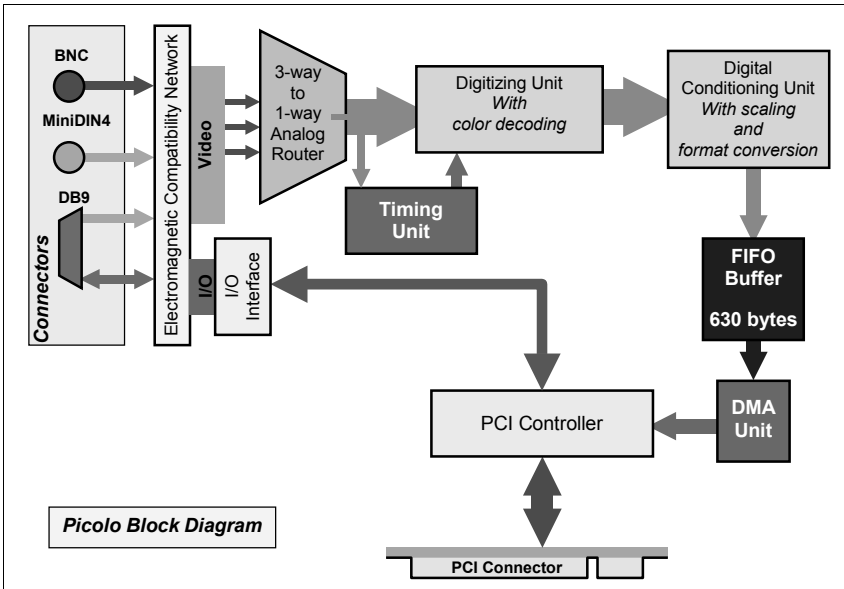 BNC
MiniDIN4
DB9
Connectors
Electromagnetic Compatibility Network
Video
I/O
I/O
Interface
3-way
to
1-way
Analog
Router
Timing
Unit
Digitizing Unit
With
color decoding
Digital
Conditioning Unit
With scaling
and
format conversion
FIFO
Buffer
630 bytes
DMA
Unit
PCI Controller
PCI Connector
Picolo Block Diagram